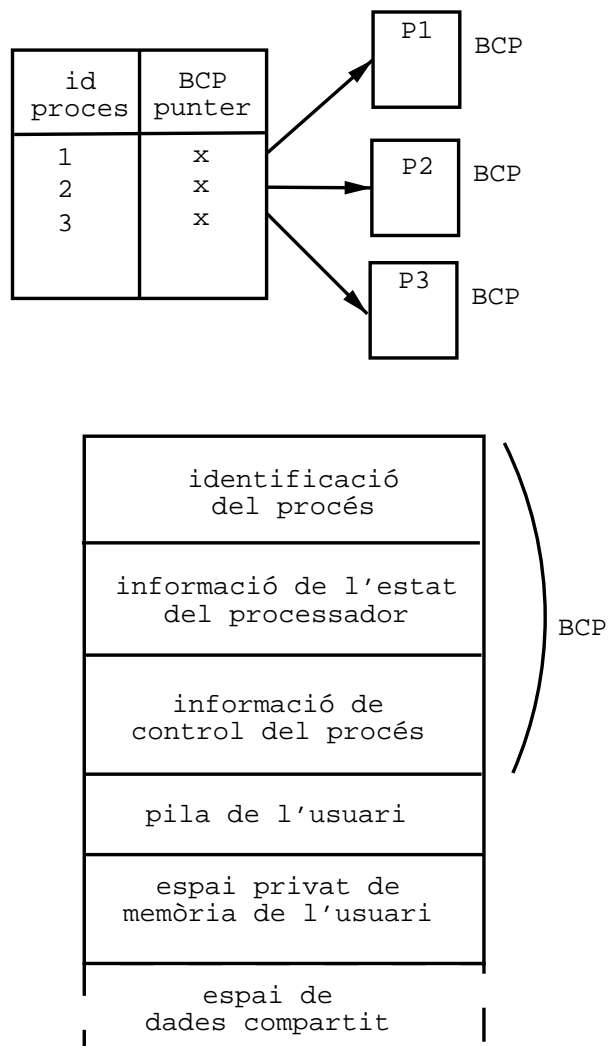 P1 BCP
id BCP
proces punter
1 x
2 x
3 x
P2 BCP
P3 BCP
identificació
del procés
informació de l'estat
del processador
BCP
informació de
control del procés
pila de l'usuari
espai privat de
memòria de l'usuari
espai de
dades compartit